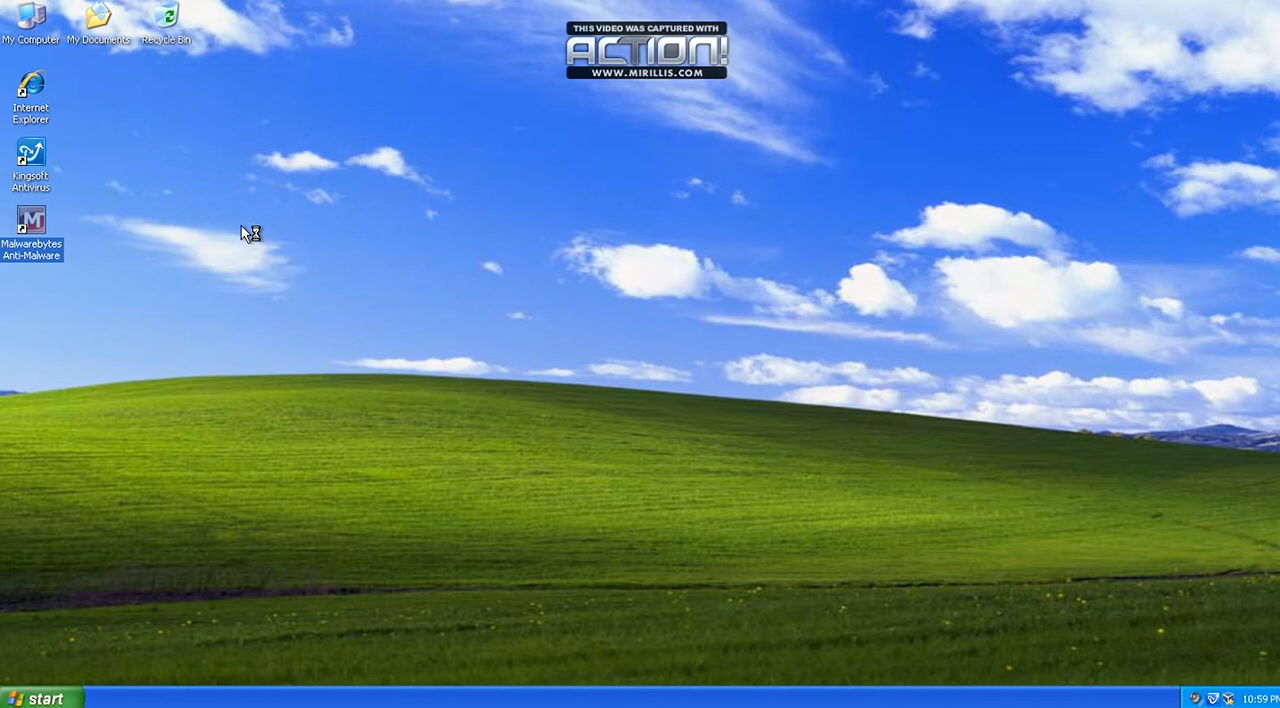 My Computer
My Documents
Recycle Bin
THIS VIDEO WAS CAPTURED WITH
ACTION!
WWW.MIRILLIS.COM
Internet
Explorer
Kingsoft
Antivirus
M
Malwarebytes
Anti-Malware
start
10:59 PM